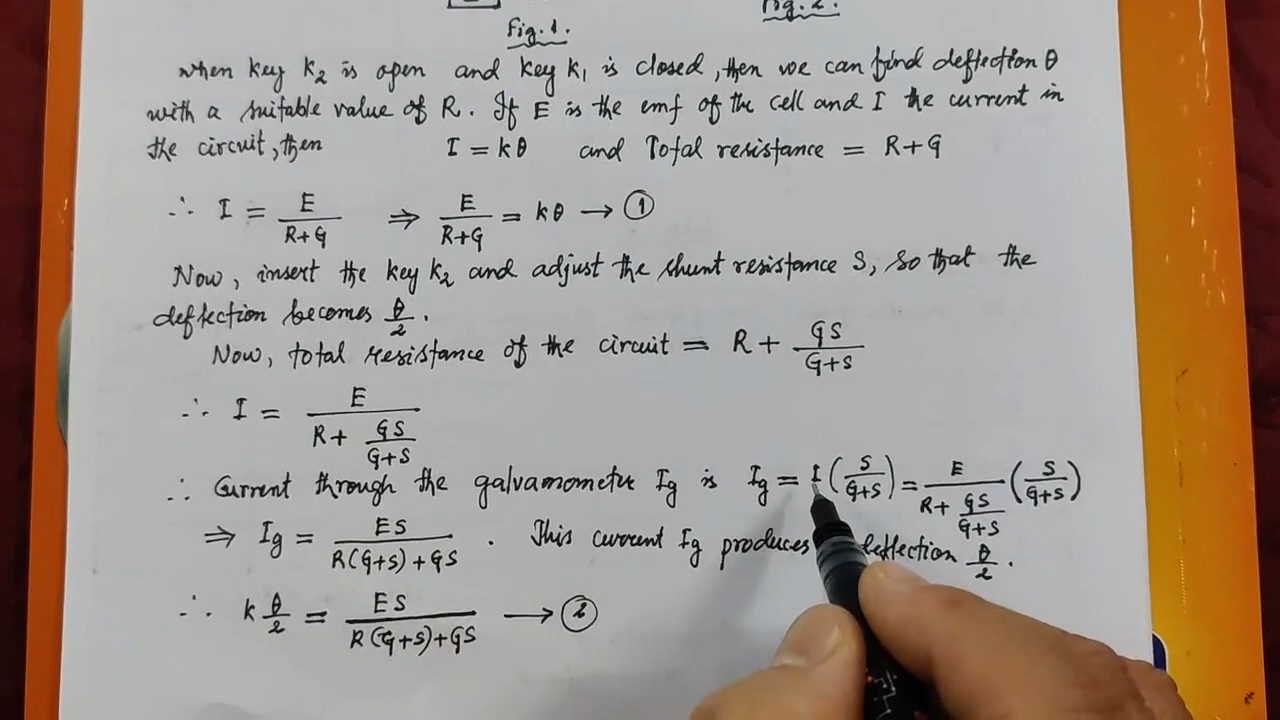 Fig. 1. Fig. 2.
When key K₂ is open and key K₁ is closed, then we can find deflection θ
with a suitable value of R. If E is the emf of the cell and I the current in
the circuit, then I = kθ and Total resistance = R+G
∴ I = E/(R+G) ⇒ E/(R+G) = kθ → ①
Now, insert the key K₂ and adjust the shunt resistance S, so that the
deflection becomes θ/2.
Now, total resistance of the circuit = R + GS/(G+S)
∴ I = E/(R + GS/(G+S))
∴ Current through the galvanometer Ig is Ig = I (S/(G+S)) = E/(R + GS/(G+S)) (S/(G+S))
⇒ Ig = ES/(R(G+S)+GS) . This current Ig produces deflection θ/2.
∴ k θ/2 = ES/(R(G+S)+GS) → ②